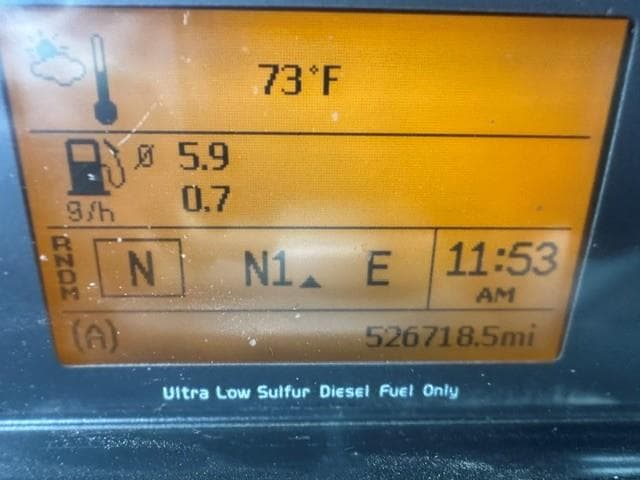 73°F
Ø 5.9
g/h 0.7
RNDM N N1▲ E 11:53 AM
(A) 526718.5mi
Ultra Low Sulfur Diesel Fuel Only